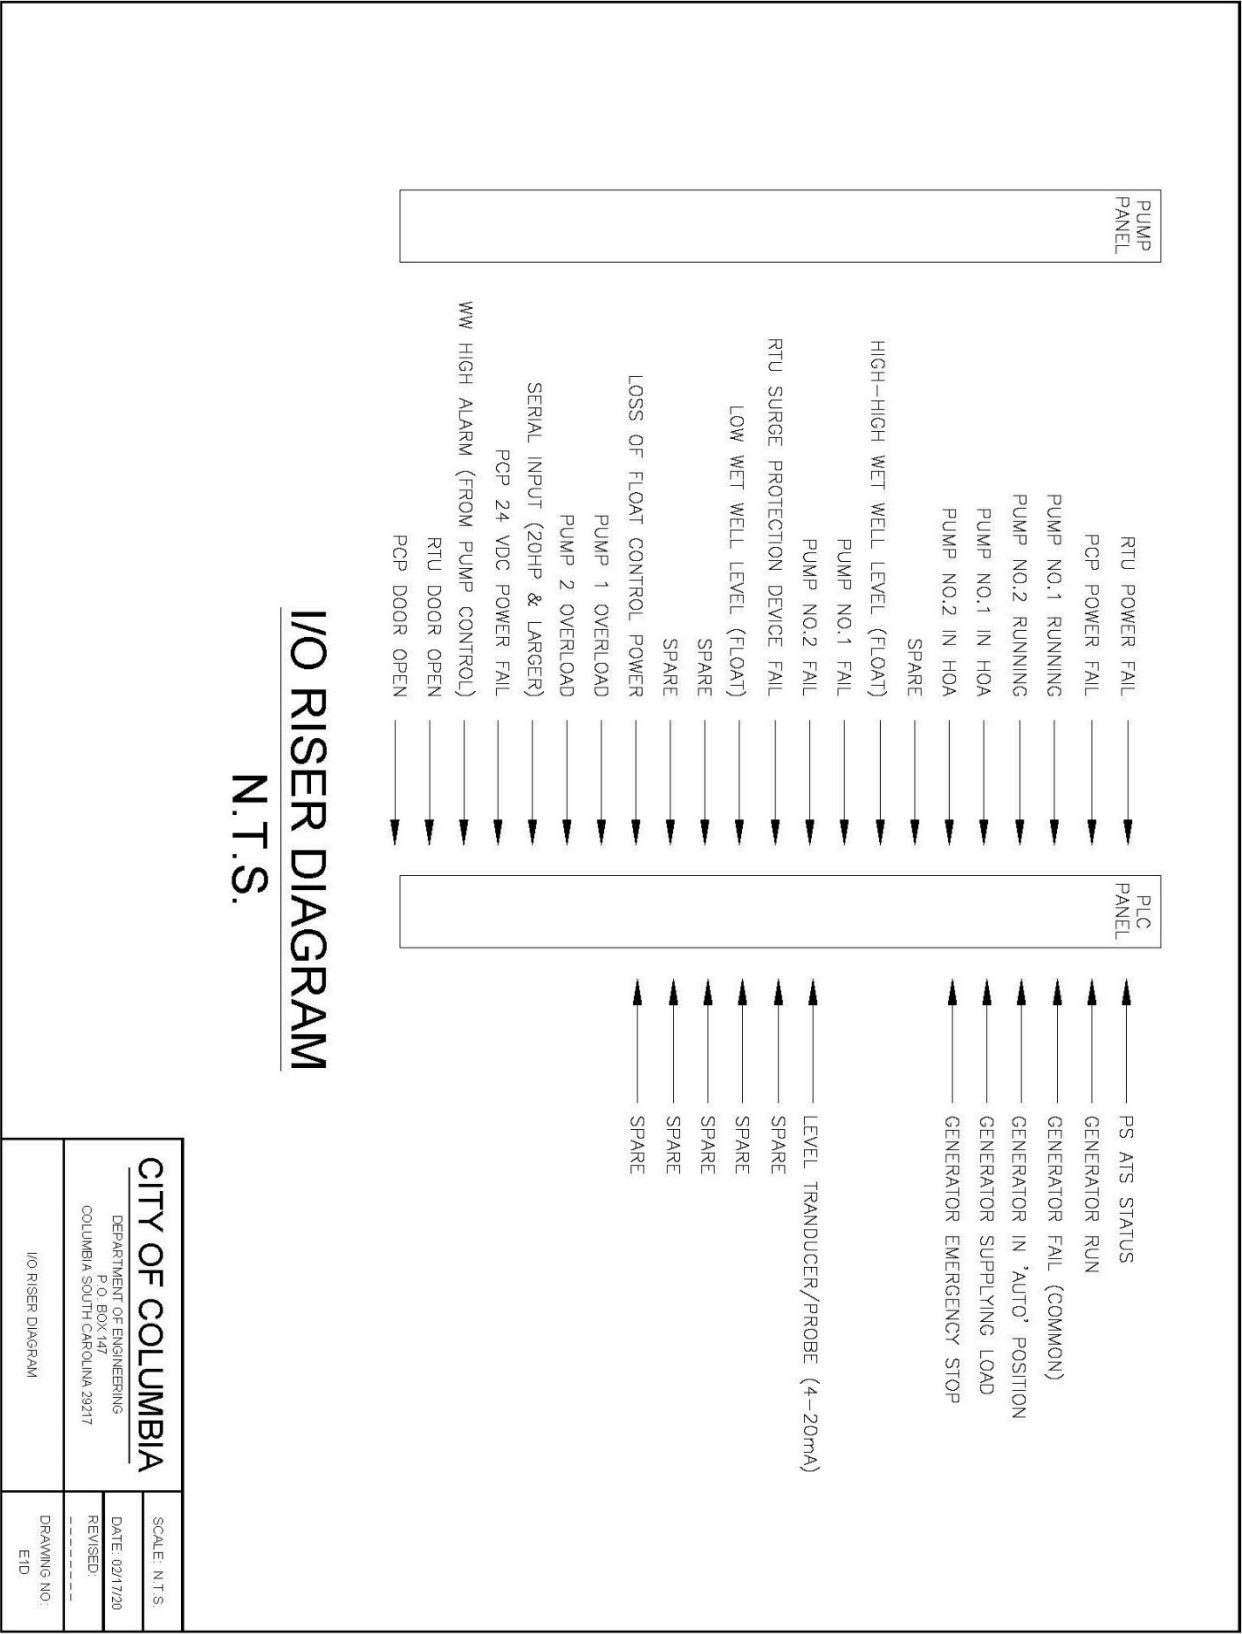 PUMP
PANEL
RTU POWER FAIL
PCP POWER FAIL
PUMP NO.1 RUNNING
PUMP NO.2 RUNNING
PUMP NO.1 IN HOA
PUMP NO.2 IN HOA
SPARE
HIGH-HIGH WET WELL LEVEL (FLOAT)
PUMP NO.1 FAIL
PUMP NO.2 FAIL
RTU SURGE PROTECTION DEVICE FAIL
LOW WET WELL LEVEL (FLOAT)
SPARE
SPARE
LOSS OF FLOAT CONTROL POWER
PUMP 1 OVERLOAD
PUMP 2 OVERLOAD
SERIAL INPUT (20HP & LARGER)
PCP 24 VDC POWER FAIL
WW HIGH ALARM (FROM PUMP CONTROL)
RTU DOOR OPEN
PCP DOOR OPEN
PLC
PANEL
PS ATS STATUS
GENERATOR RUN
GENERATOR FAIL (COMMON)
GENERATOR IN 'AUTO' POSITION
GENERATOR SUPPLYING LOAD
GENERATOR EMERGENCY STOP
LEVEL TRANDUCER/PROBE (4-20mA)
SPARE
SPARE
SPARE
SPARE
SPARE
I/O RISER DIAGRAM
N.T.S.
CITY OF COLUMBIA
DEPARTMENT OF ENGINEERING
P.O. BOX 147
COLUMBIA SOUTH CAROLINA 29217
I/O RISER DIAGRAM
SCALE: N.T.S.
DATE: 02/17/20
REVISED:
--------
DRAWING NO:
E1D